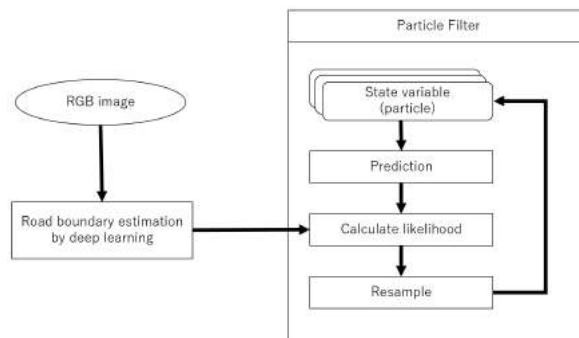 Particle Filter
RGB image
State variable
(particle)
Prediction
Road boundary estimation
by deep learning
Calculate likelihood
Resample